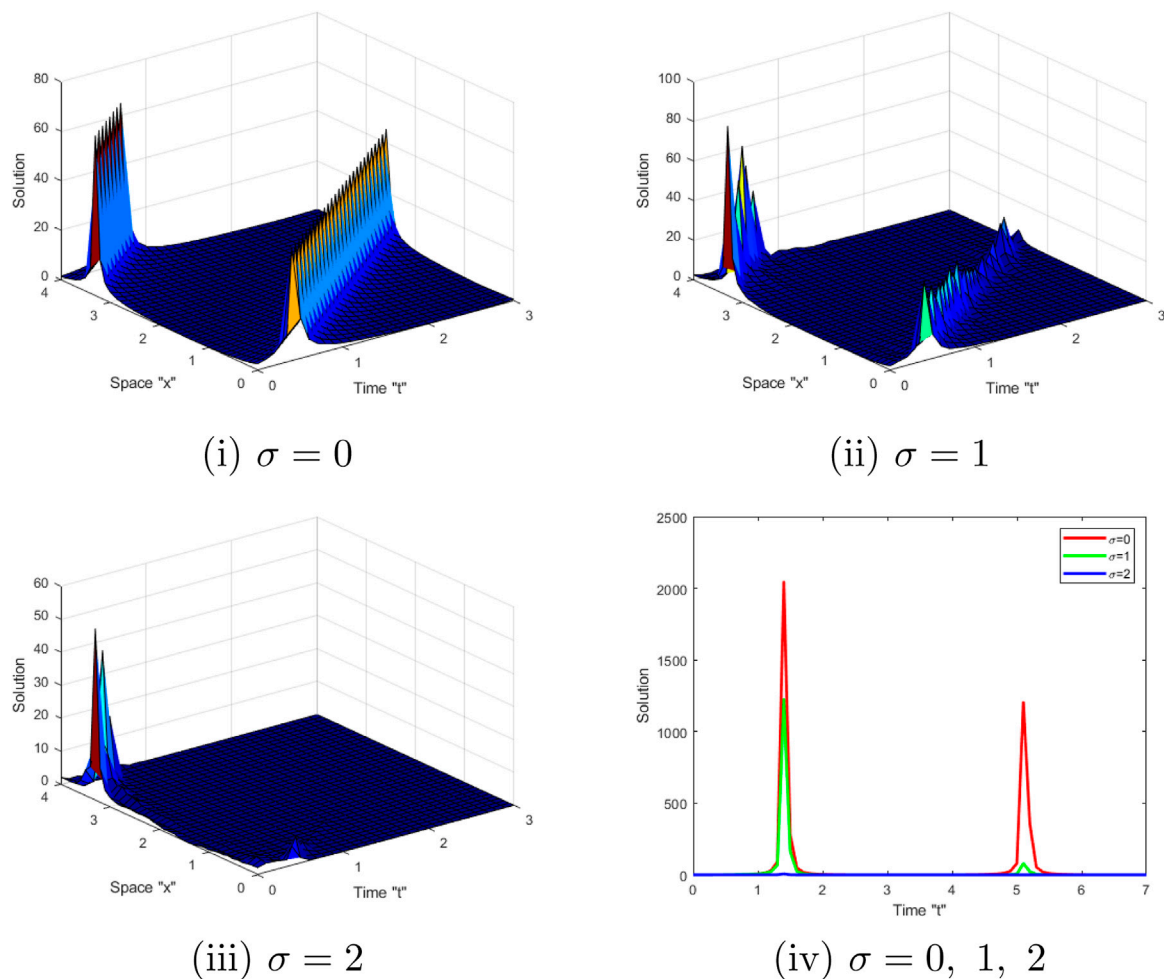 80
60
40
20
0
Solution
4
3
2
1
0
Space "x"
0
1
2
3
Time "t"
(i) σ = 0
100
80
60
40
20
0
Solution
4
3
2
1
0
Space "x"
0
1
2
3
Time "t"
(ii) σ = 1
60
50
40
30
20
10
0
Solution
4
3
2
1
0
Space "x"
0
1
2
3
Time "t"
(iii) σ = 2
2500
2000
1500
1000
500
0
Solution
σ=0
σ=1
σ=2
0 1 2 3 4 5 6 7
Time "t"
(iv) σ = 0, 1, 2